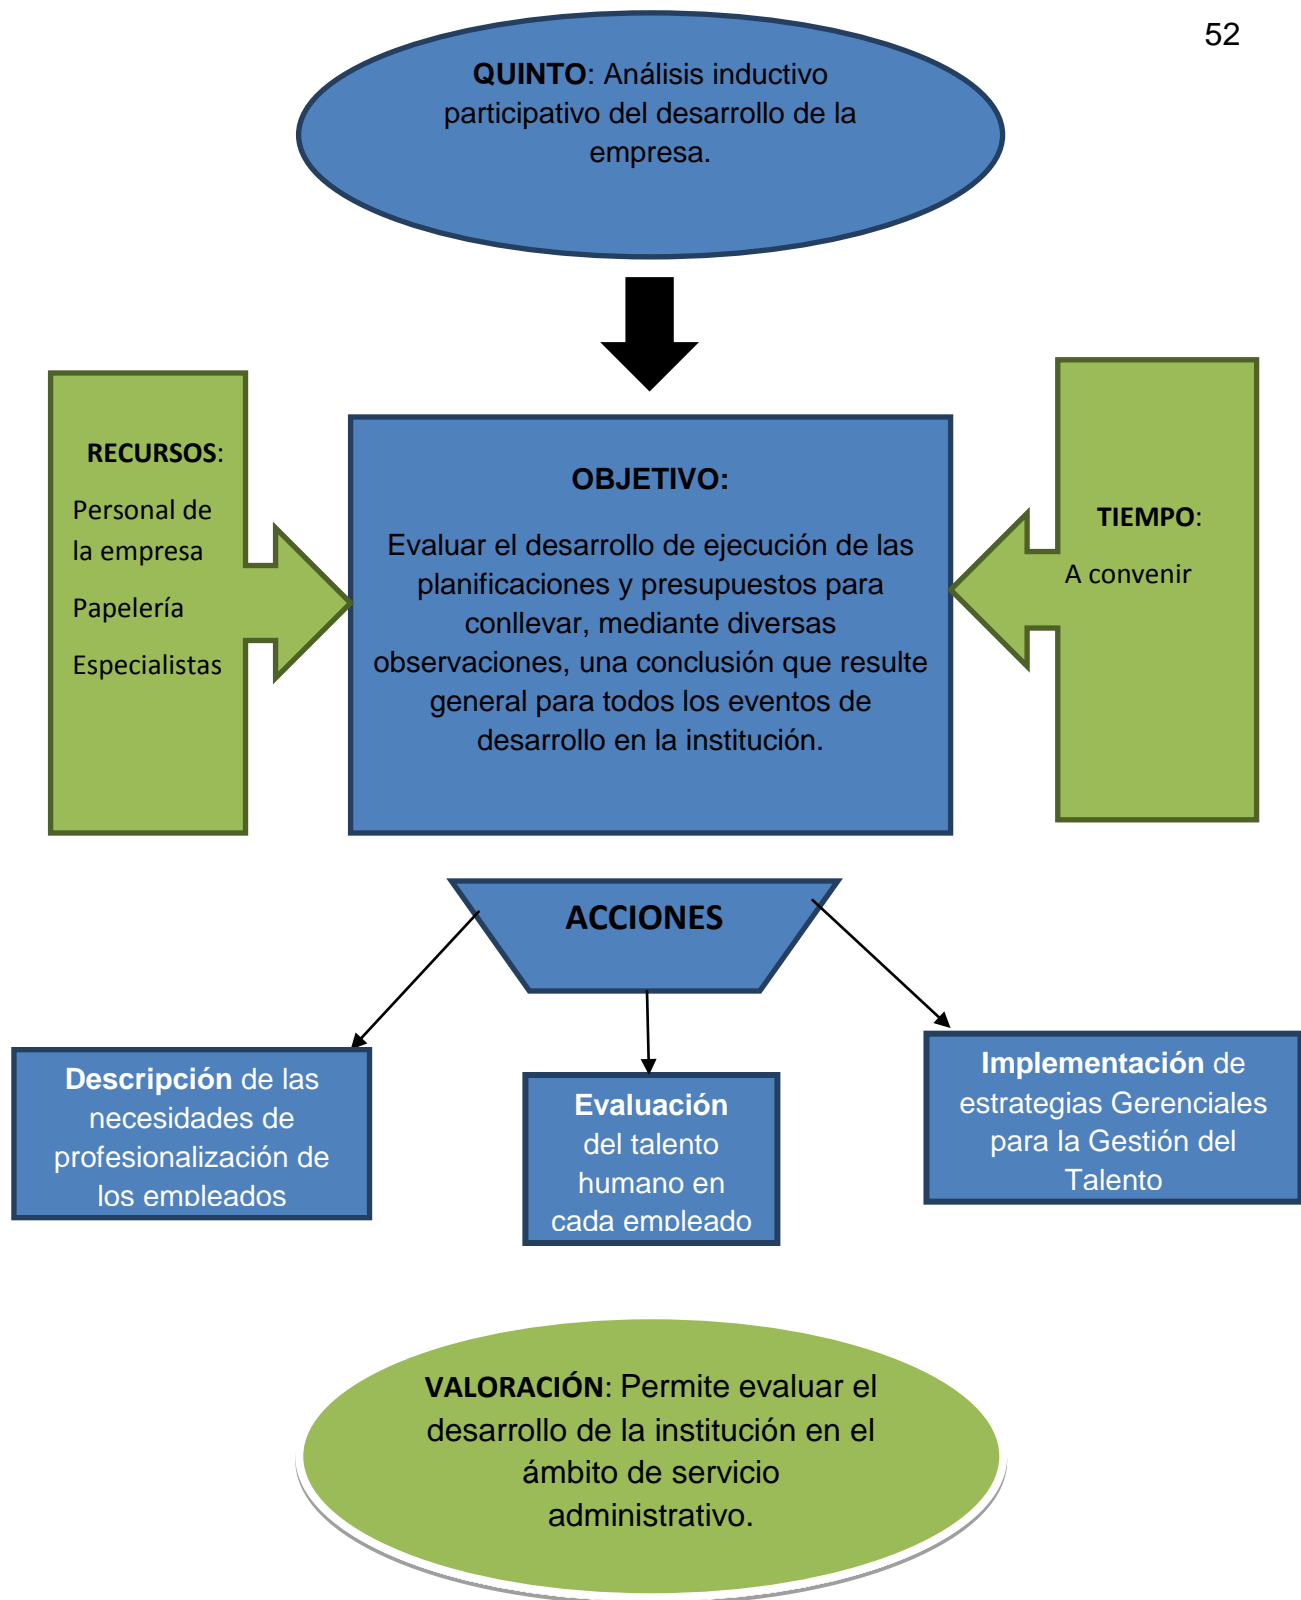 52
QUINTO: Análisis inductivo
participativo del desarrollo de la
empresa.
RECURSOS:
Personal de
la empresa
Papelería
Especialistas
OBJETIVO:
Evaluar el desarrollo de ejecución de las
planificaciones y presupuestos para
conllevar, mediante diversas
observaciones, una conclusión que resulte
general para todos los eventos de
desarrollo en la institución.
TIEMPO:
A convenir
ACCIONES
Descripción de las
necesidades de
profesionalización de
los empleados
Evaluación
del talento
humano en
cada empleado
Implementación de
estrategias Gerenciales
para la Gestión del
Talento
VALORACIÓN: Permite evaluar el
desarrollo de la institución en el
ámbito de servicio
administrativo.